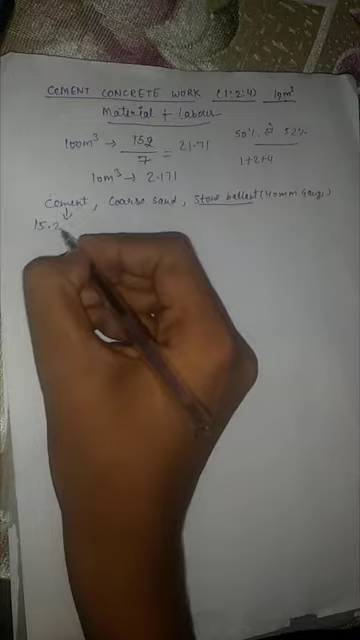 CEMENT CONCRETE WORK (1:2:4) 10m³
Material + Labour
100m³ → 152/7 = 21.71
50% से 52%
1+2+4
10m³ → 2.171
Cement, Coarse sand, Stone ballast (40mm Gaug.)
↓
15.2